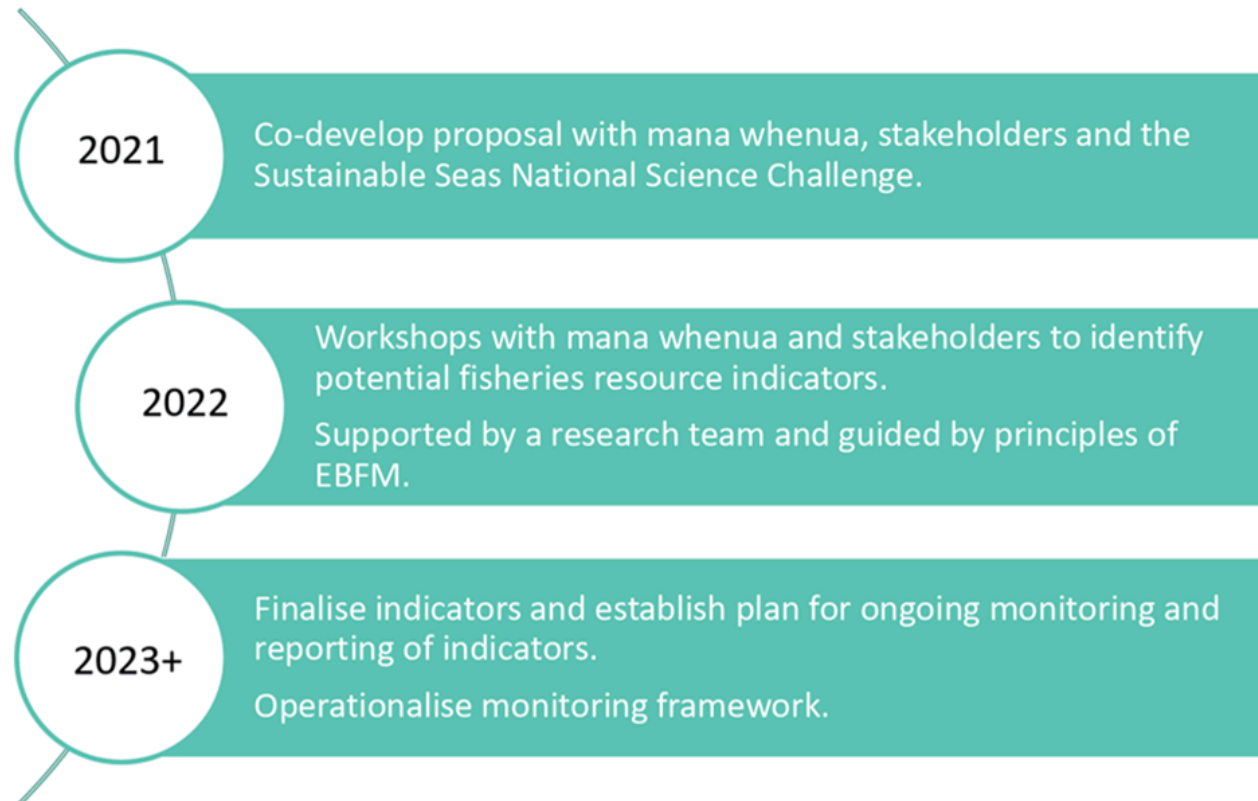 2021
Co-develop proposal with mana whenua, stakeholders and the
Sustainable Seas National Science Challenge.
2022
Workshops with mana whenua and stakeholders to identify
potential fisheries resource indicators.
Supported by a research team and guided by principles of
EBFM.
2023+
Finalise indicators and establish plan for ongoing monitoring and
reporting of indicators.
Operationalise monitoring framework.